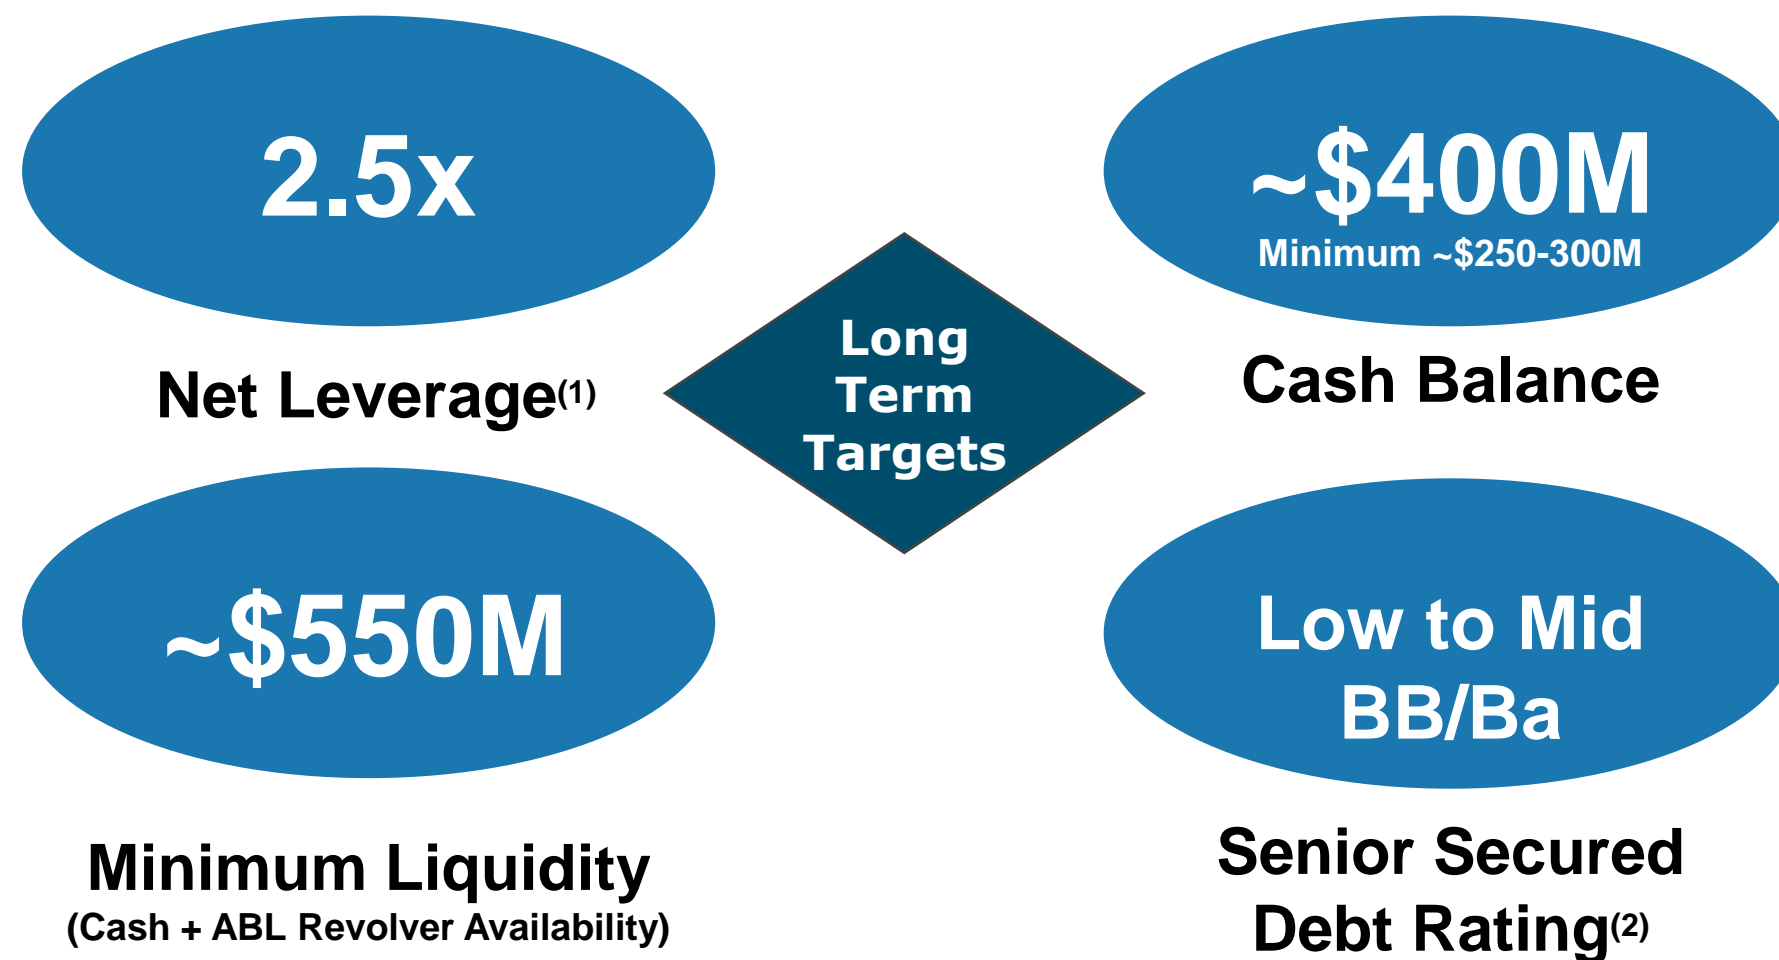 2.5x
Net Leverage(1)
~$400M
Minimum ~$250-300M
Cash Balance
Long
Term
Targets
~$550M
Minimum Liquidity
(Cash + ABL Revolver Availability)
Low to Mid
BB/Ba
Senior Secured
Debt Rating(2)